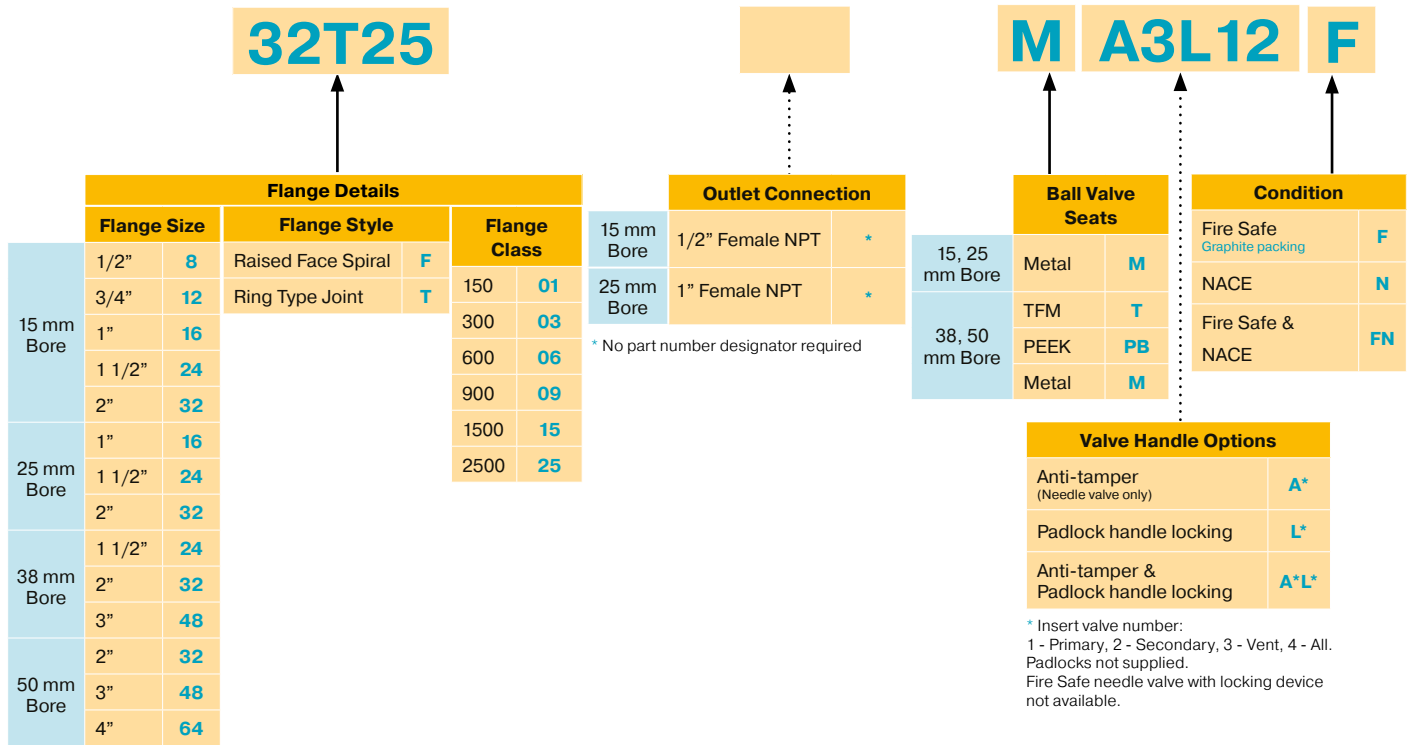 32T25
M A3L12 F
Flange Details
Flange Size Flange Style Flange Class
15 mm Bore
1/2” 8
3/4” 12
1” 16
1 1/2” 24
2” 32
25 mm Bore
1” 16
1 1/2” 24
2” 32
38 mm Bore
1 1/2” 24
2” 32
3” 48
50 mm Bore
2” 32
3” 48
4” 64
Raised Face Spiral F
Ring Type Joint T
150 01
300 03
600 06
900 09
1500 15
2500 25
Outlet Connection
15 mm Bore
1/2” Female NPT *
25 mm Bore
1” Female NPT *
* No part number designator required
Ball Valve Seats
15, 25 mm Bore
Metal M
38, 50 mm Bore
TFM T
PEEK PB
Metal M
Condition
Fire Safe F
Graphite packing
NACE N
Fire Safe & NACE FN
Valve Handle Options
Anti-tamper A*
(Needle valve only)
Padlock handle locking L*
Anti-tamper &
Padlock handle locking A*L*
* Insert valve number:
1 - Primary, 2 - Secondary, 3 - Vent, 4 - All.
Padlocks not supplied.
Fire Safe needle valve with locking device
not available.